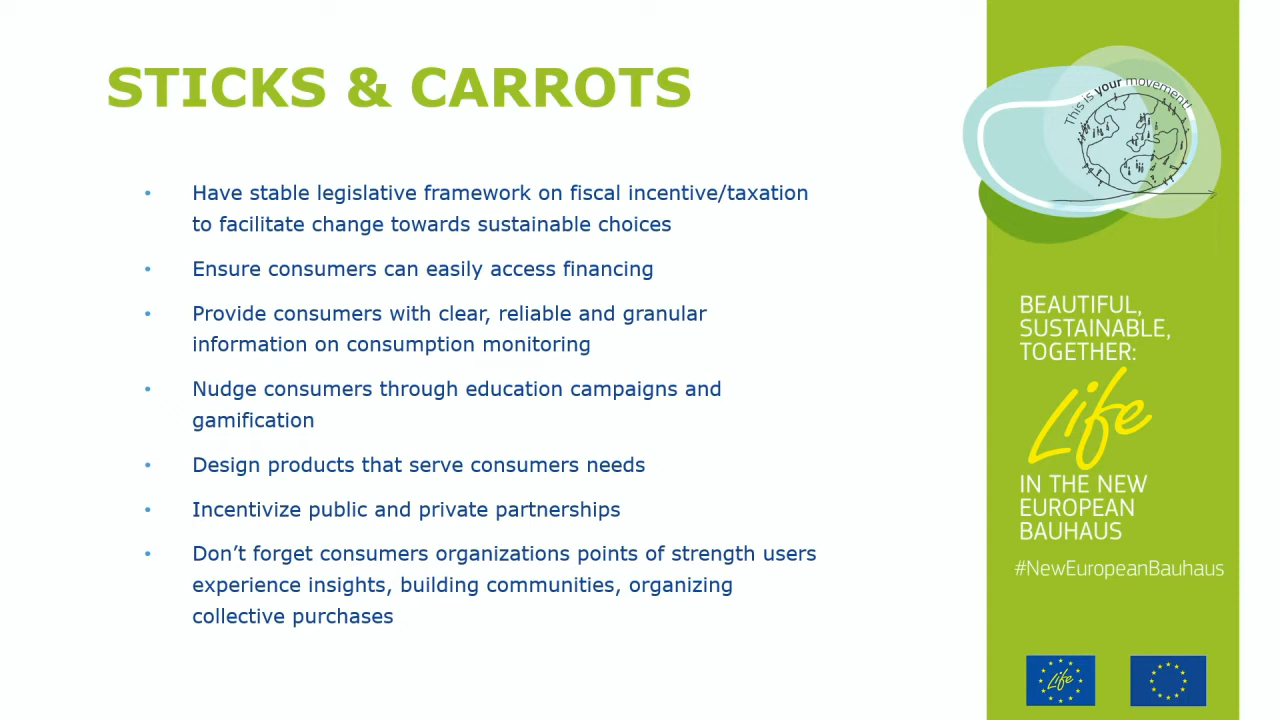 STICKS & CARROTS
• Have stable legislative framework on fiscal incentive/taxation
to facilitate change towards sustainable choices
• Ensure consumers can easily access financing
• Provide consumers with clear, reliable and granular
information on consumption monitoring
• Nudge consumers through education campaigns and
gamification
• Design products that serve consumers needs
• Incentivize public and private partnerships
• Don’t forget consumers organizations points of strength users
experience insights, building communities, organizing
collective purchases
This is your movement!
BEAUTIFUL,
SUSTAINABLE,
TOGETHER:
Life
IN THE NEW
EUROPEAN
BAUHAUS
#NewEuropeanBauhaus
Life